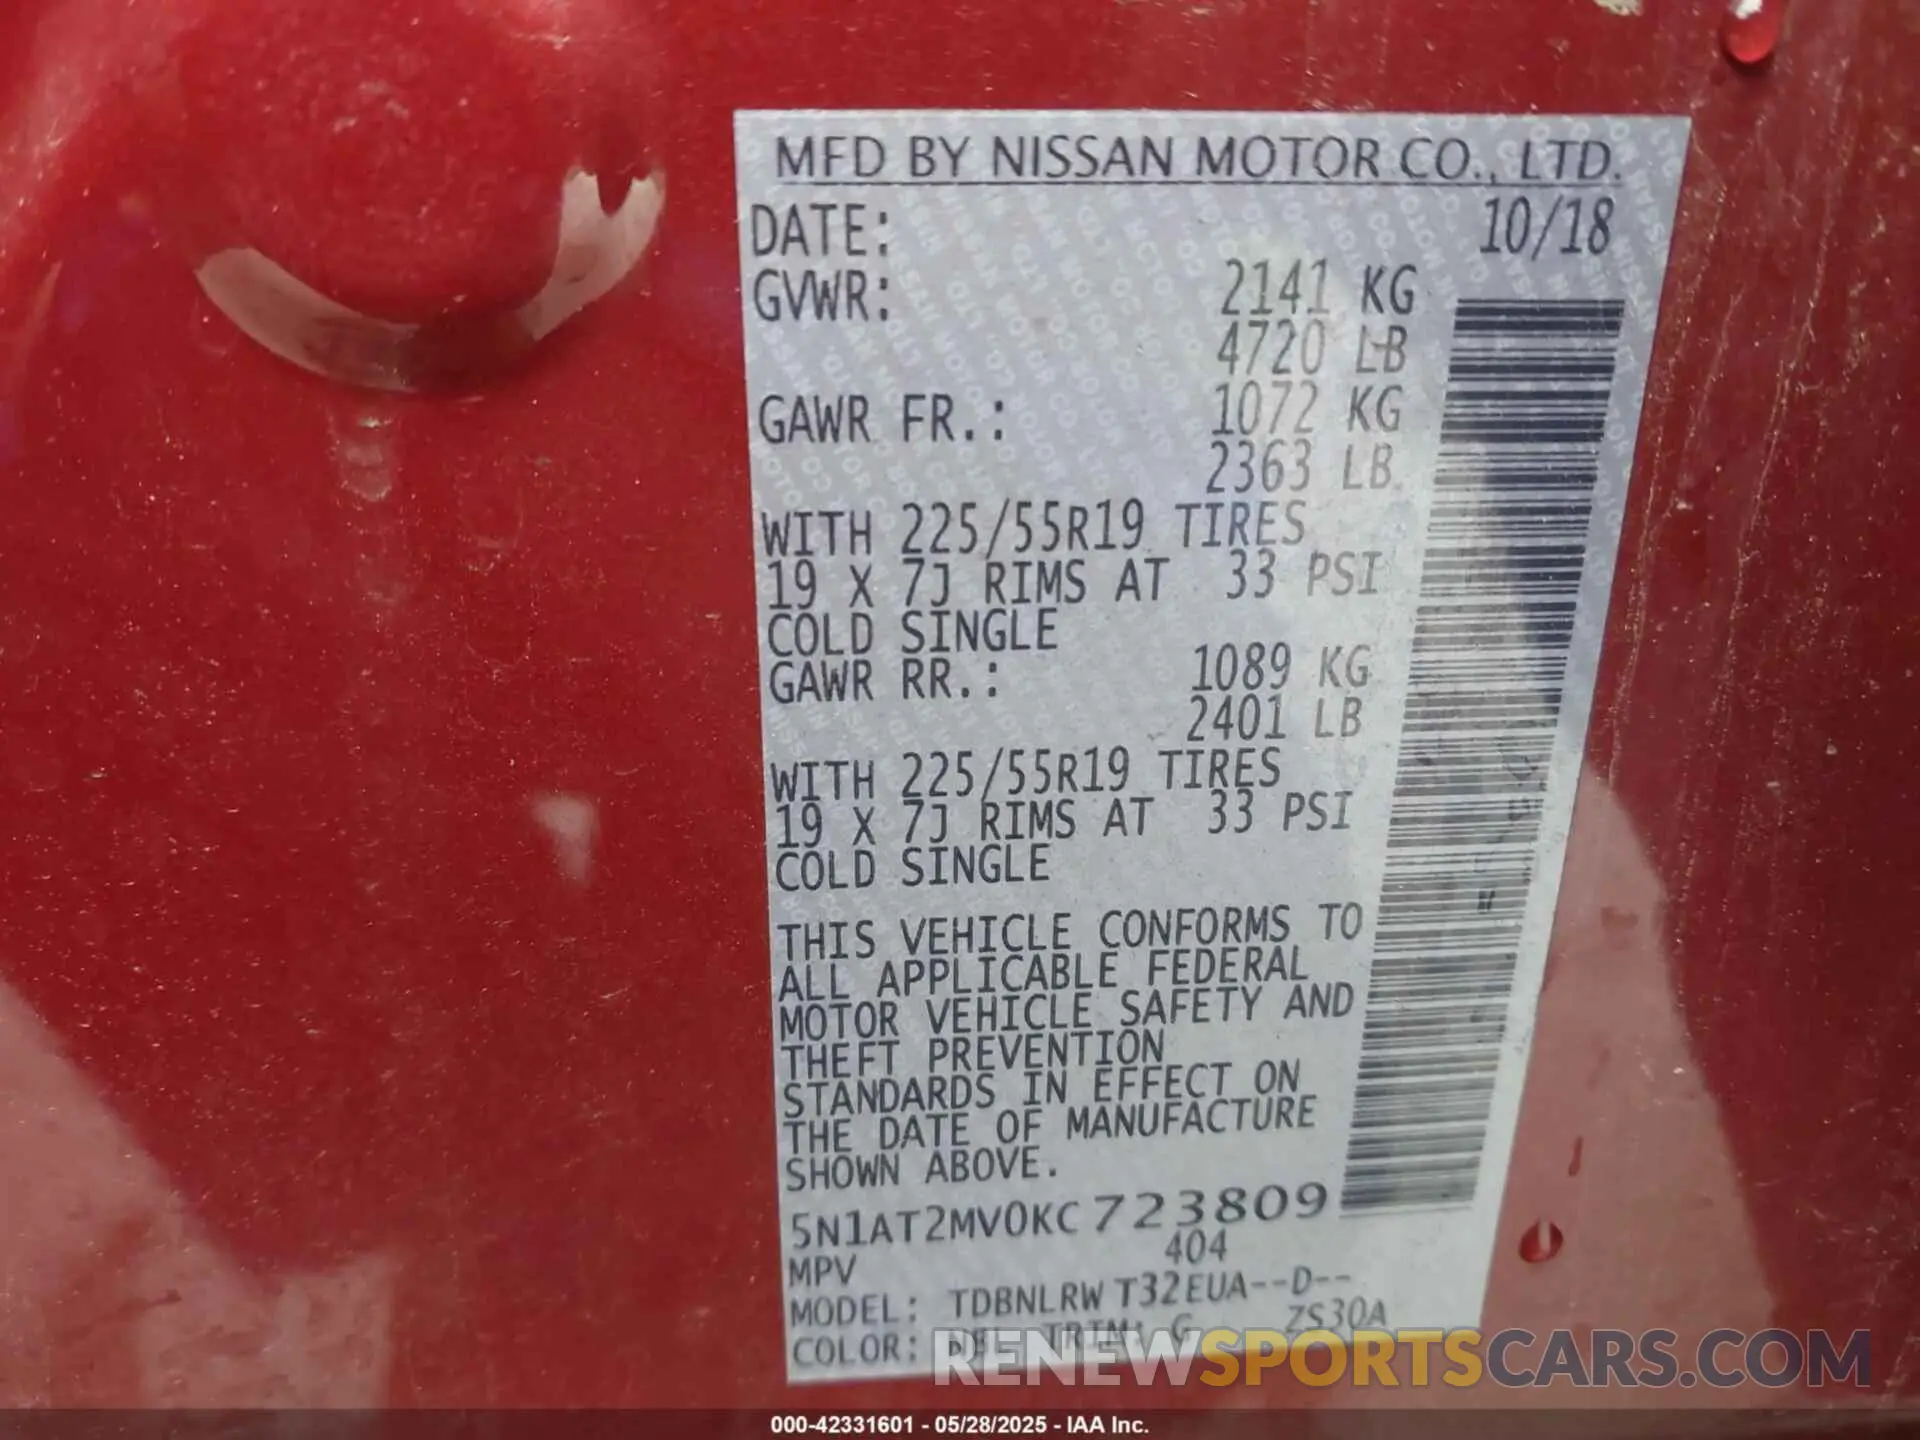 MFD BY NISSAN MOTOR CO., LTD.
DATE: 10/18
GVWR: 2141 KG
4720 LB
GAWR FR.: 1072 KG
2363 LB
WITH 225/55R19 TIRES
19 X 7J RIMS AT 33 PSI
COLD SINGLE
GAWR RR.: 1089 KG
2401 LB
WITH 225/55R19 TIRES
19 X 7J RIMS AT 33 PSI
COLD SINGLE
THIS VEHICLE CONFORMS TO
ALL APPLICABLE FEDERAL
MOTOR VEHICLE SAFETY AND
THEFT PREVENTION
STANDARDS IN EFFECT ON
THE DATE OF MANUFACTURE
SHOWN ABOVE.
5N1AT2MV0KC723809
MPV 404
MODEL: TDBNLRW T32EUA--D--
COLOR: TRIM: G ZS30A
RENEWSPORTSCARS.COM
000-42331601 - 05/28/2025 - IAA Inc.